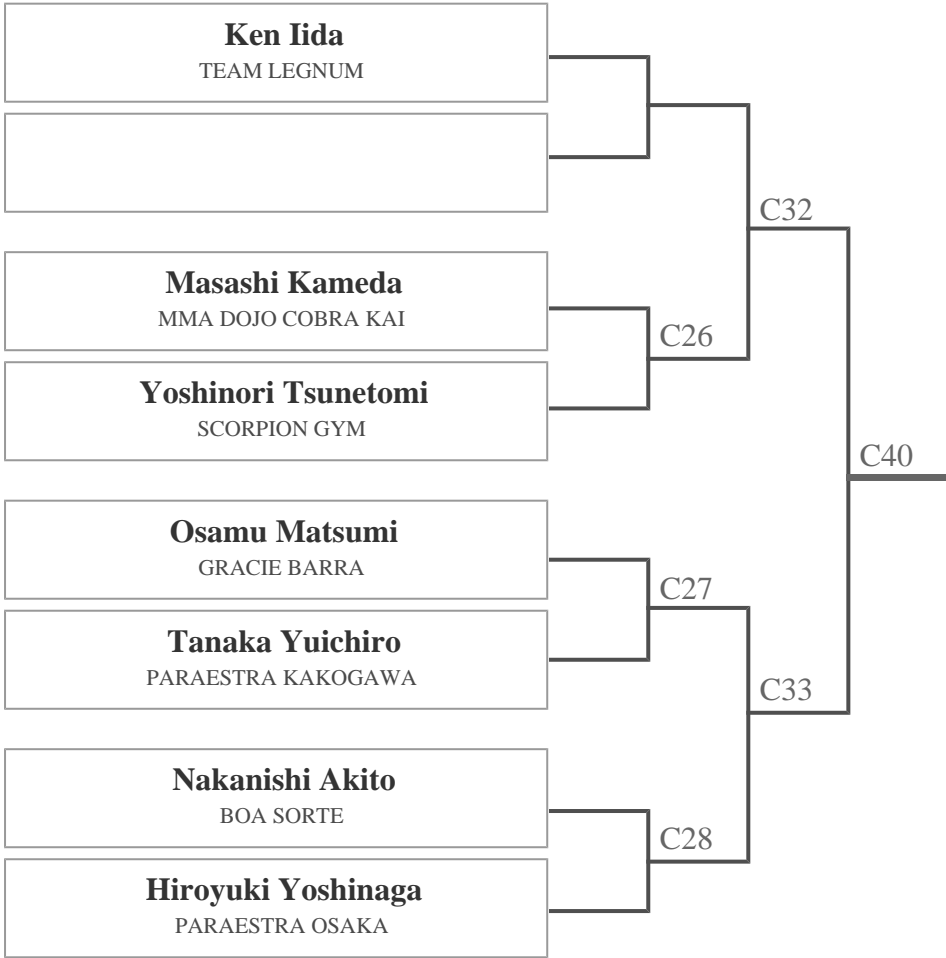 Ken Iida
TEAM LEGNUM
C32
Masashi Kameda
MMA DOJO COBRA KAI
C26
Yoshinori Tsunetomi
SCORPION GYM
C40
Osamu Matsumi
GRACIE BARRA
C27
Tanaka Yuichiro
PARAESTRA KAKOGAWA
C33
Nakanishi Akito
BOA SORTE
C28
Hiroyuki Yoshinaga
PARAESTRA OSAKA